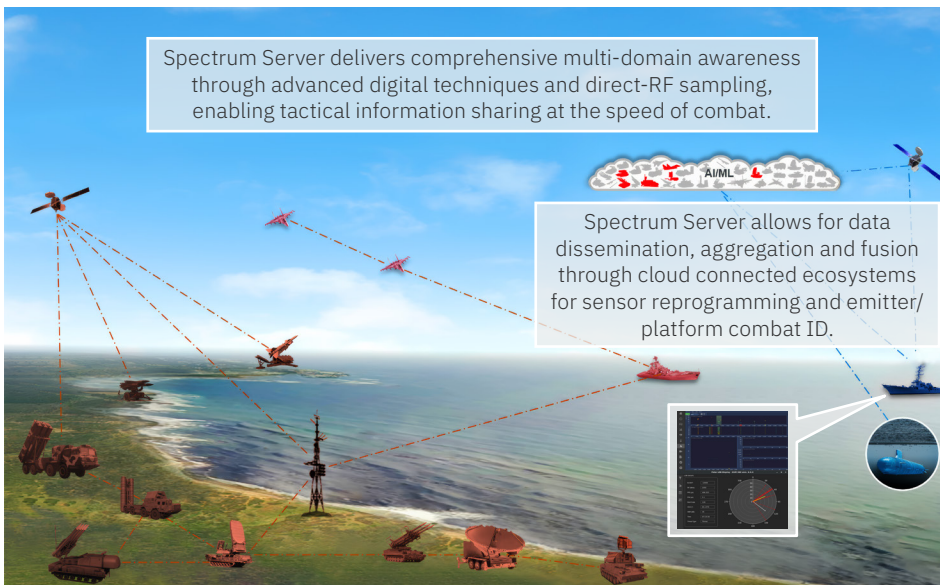 Spectrum Server delivers comprehensive multi-domain awareness
through advanced digital techniques and direct-RF sampling,
enabling tactical information sharing at the speed of combat.
AI/ML
Spectrum Server allows for data
dissemination, aggregation and fusion
through cloud connected ecosystems
for sensor reprogramming and emitter/
platform combat ID.